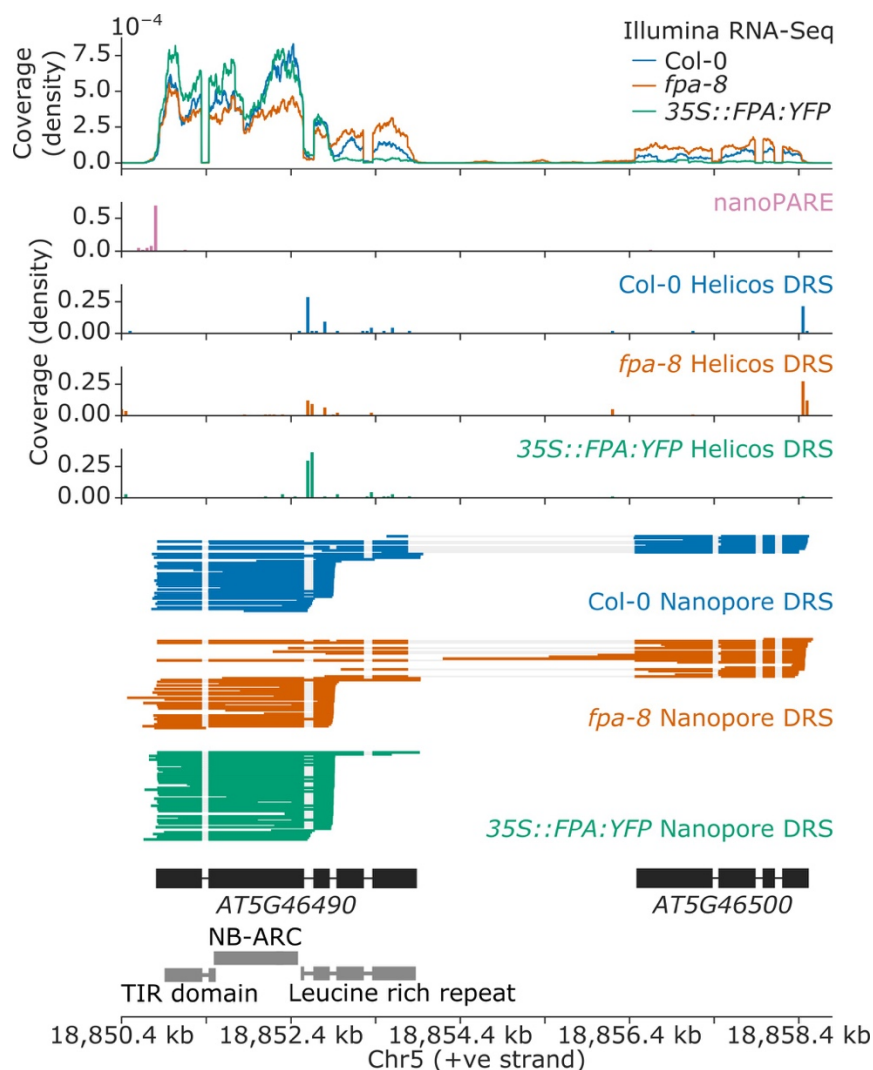 10⁻⁴
Illumina RNA-Seq
Coverage (density)
7.5
5.0
2.5
0.0
Col-0
fpa-8
35S::FPA:YFP
nanoPARE
0.5
0.0
Coverage (density)
Col-0 Helicos DRS
0.25
0.00
fpa-8 Helicos DRS
0.25
0.00
35S::FPA:YFP Helicos DRS
0.25
0.00
Col-0 Nanopore DRS
fpa-8 Nanopore DRS
35S::FPA:YFP Nanopore DRS
AT5G46490 AT5G46500
NB-ARC
TIR domain Leucine rich repeat
18,850.4 kb 18,852.4 kb 18,854.4 kb 18,856.4 kb 18,858.4 kb
Chr5 (+ve strand)